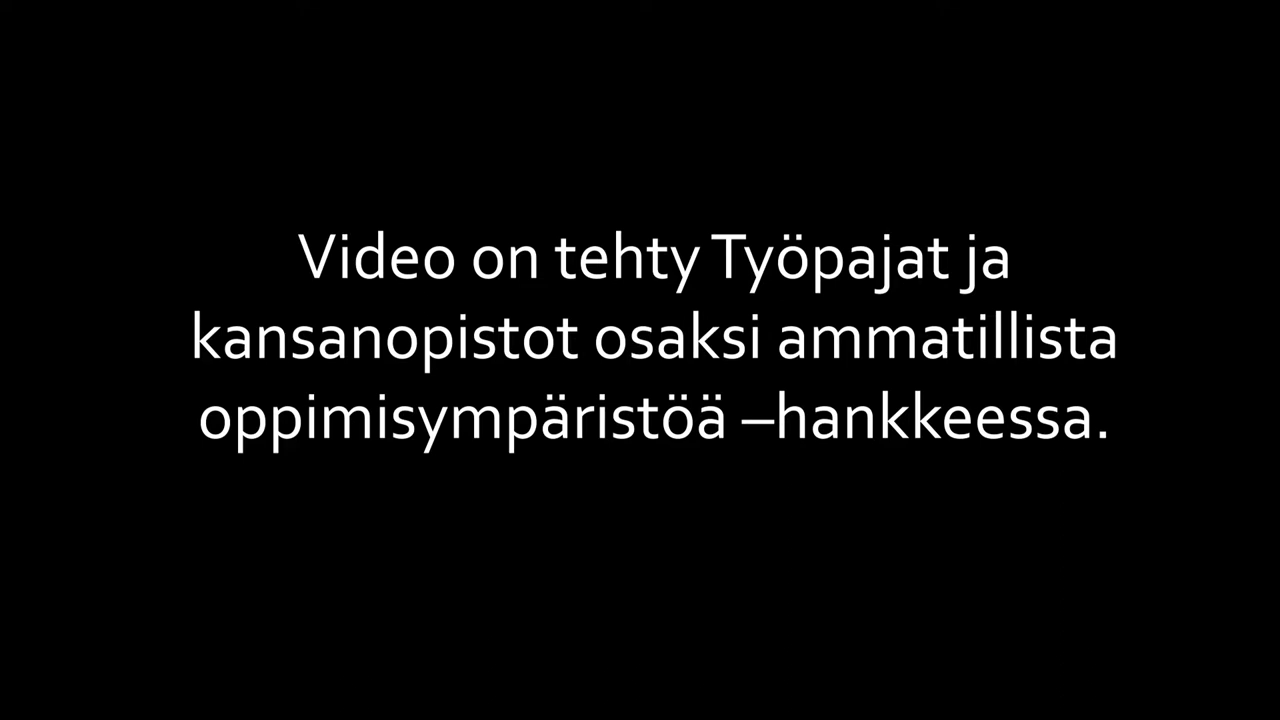 Video on tehty Työpajat ja
kansanopistot osaksi ammatillista
oppimisympäristöä –hankkeessa.